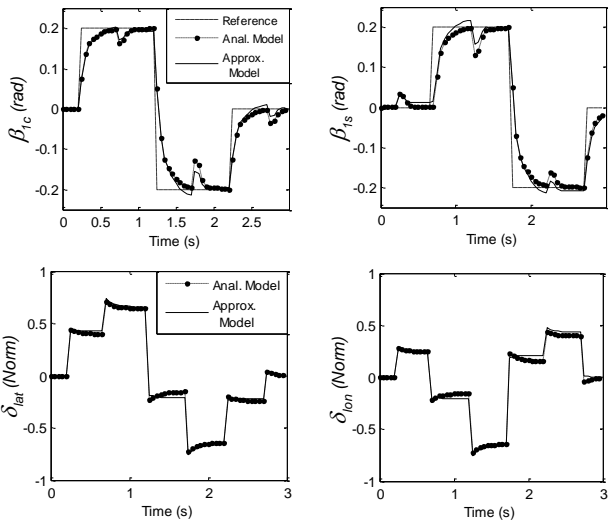 0.2
0.1
0
-0.1
-0.2
β1c (rad)
0 0.5 1 1.5 2 2.5
Time (s)
Reference
Anal. Model
Approx.
Model
0.2
0.1
0
-0.1
-0.2
β1s (rad)
0 1 2
Time (s)
1
0.5
0
-0.5
-1
δlat (Norm)
0 1 2 3
Time (s)
Anal. Model
Approx.
Model
1
0.5
0
-0.5
-1
δlon (Norm)
0 1 2 3
Time (s)